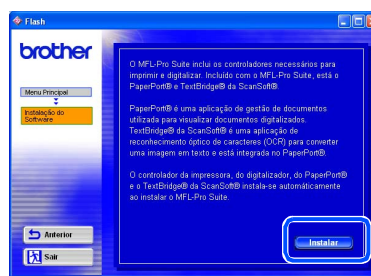 Flash
brother
Menu Principal
Instalação do
Software
O MFL-Pro Suite inclui os controladores necessários para
imprimir e digitalizar. Incluído com o MFL-Pro Suite, está o
PaperPort® e TextBridge® da ScanSoft®.
PaperPort® é uma aplicação de gestão de documentos
utilizada para visualizar documentos digitalizados.
TextBridge® da ScanSoft® é uma aplicação de
reconhecimento óptico de caracteres (OCR) para converter
uma imagem em texto e está integrada no PaperPort®.
O controlador da impressora, do digitalizador, do PaperPort®
e o TextBridge® da ScanSoft® instala-se automáticamente
ao instalar o MFL-Pro Suite.
Instalar
Anterior
Sair